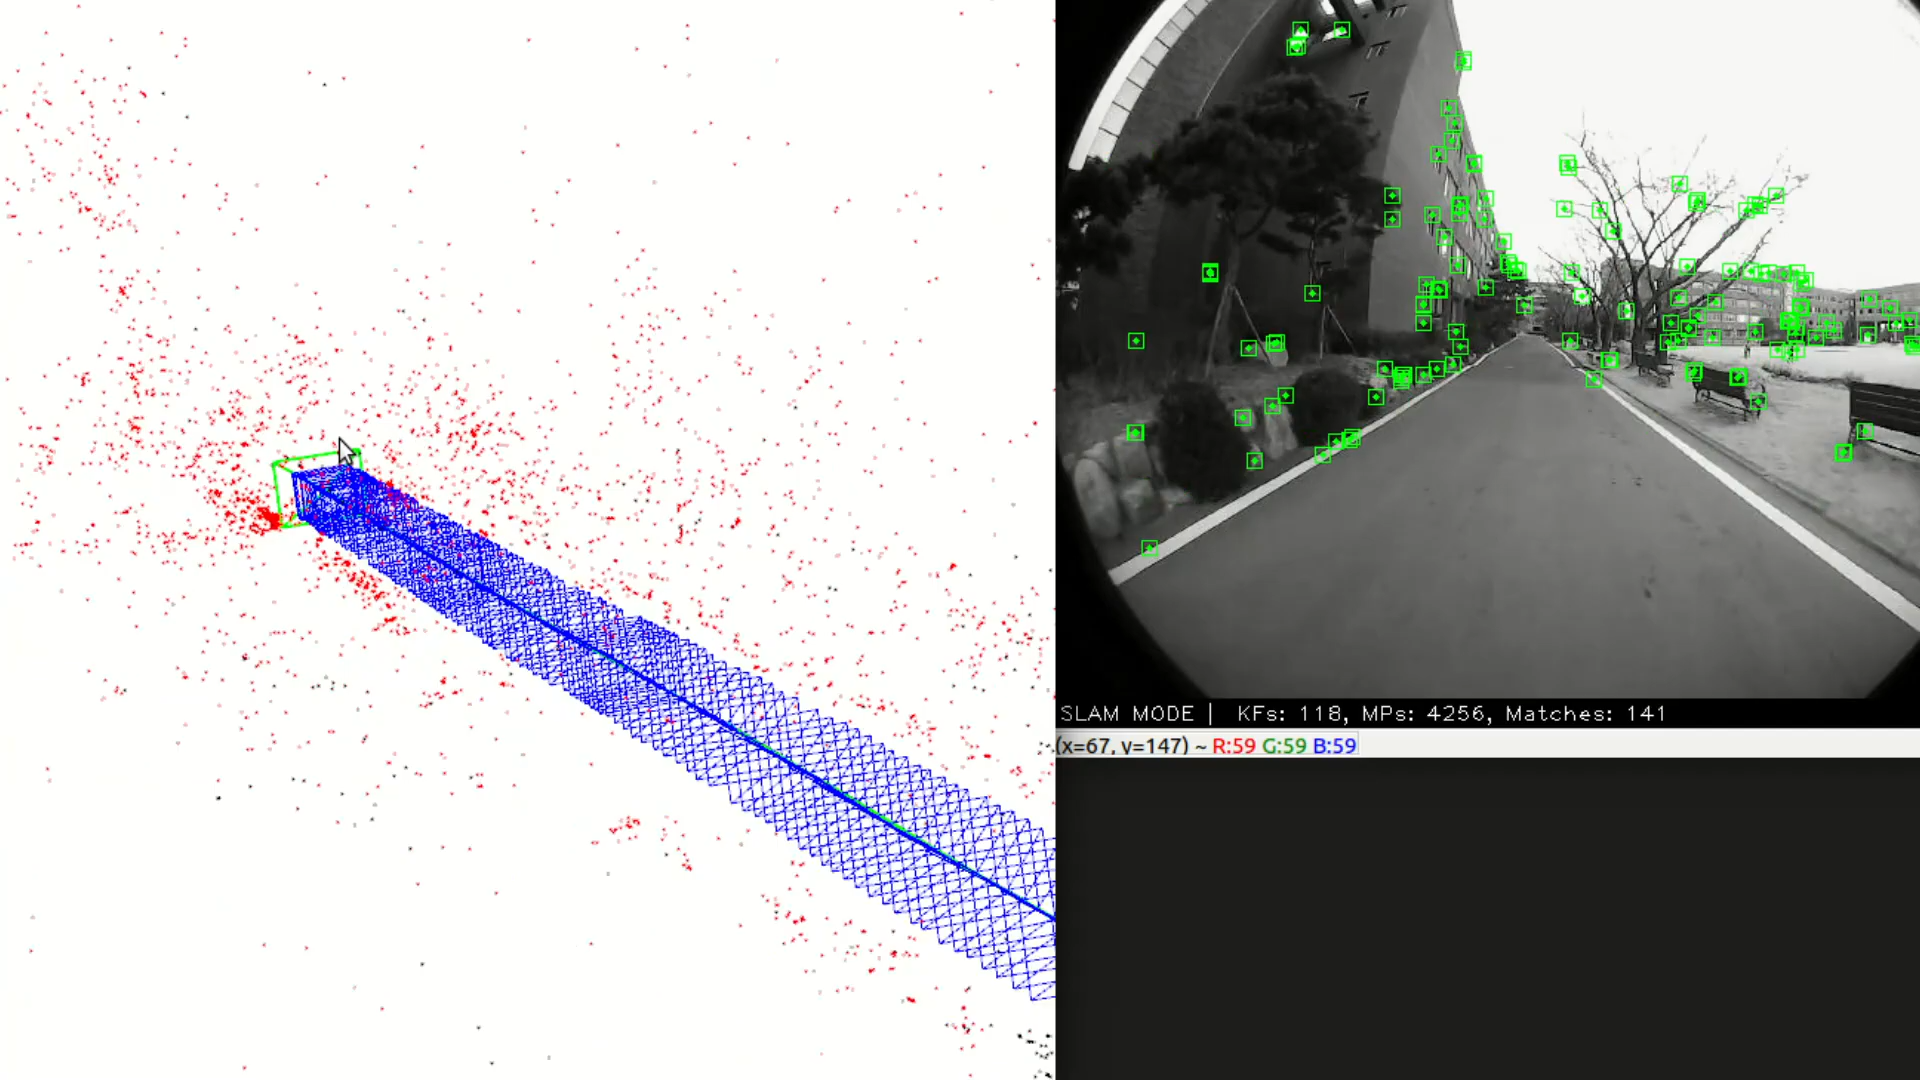 SLAM MODE | KFs: 118, MPs: 4256, Matches: 141
(x=67, y=147) ~ R:59 G:59 B:59